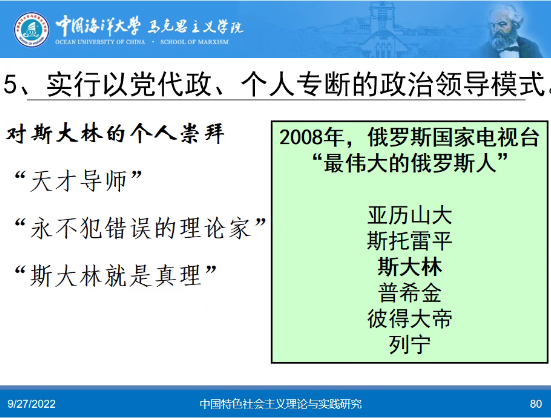 中国海洋大学 马克思主义学院
OCEAN UNIVERSITY OF CHINA • SCHOOL OF MARXISM
5、实行以党代政、个人专断的政治领导模式。
对斯大林的个人崇拜
“天才导师”
“永不犯错误的理论家”
“斯大林就是真理”
2008年，俄罗斯国家电视台
“最伟大的俄罗斯人”
亚历山大
斯托雷平
斯大林
普希金
彼得大帝
列宁
9/27/2022
中国特色社会主义理论与实践研究
80